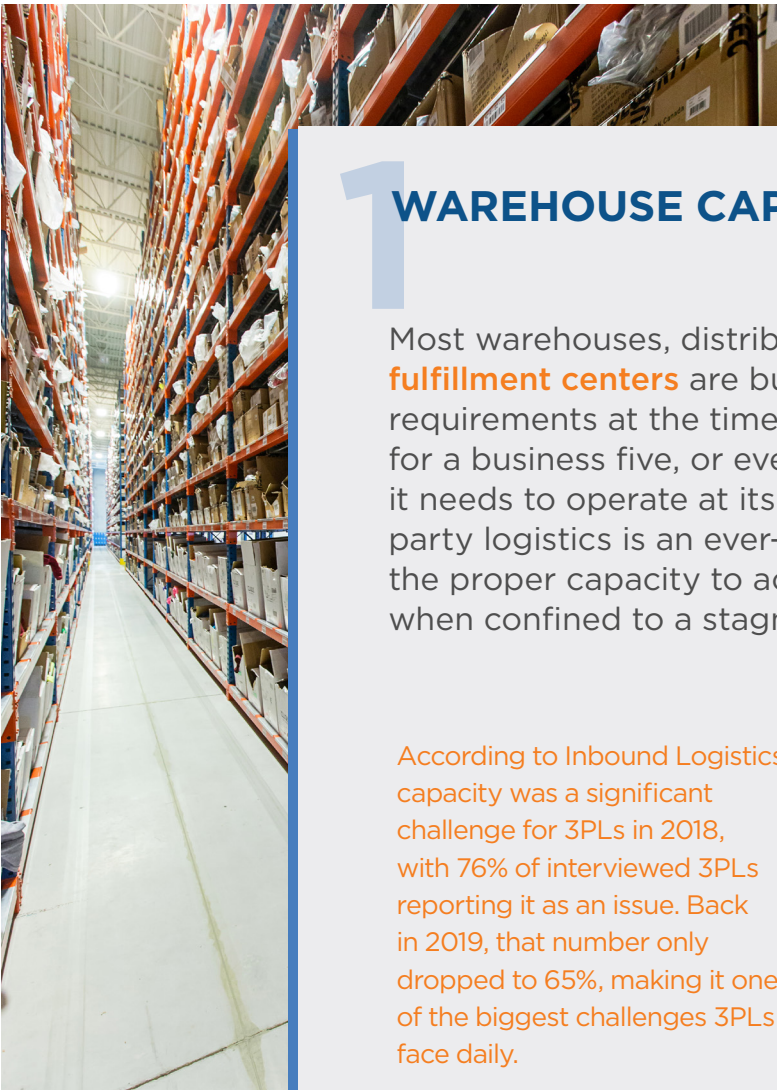 1
WAREHOUSE CAP
Most warehouses, distrib
fulfillment centers are bu
requirements at the time
for a business five, or eve
it needs to operate at its
party logistics is an ever-
the proper capacity to ac
when confined to a stagn
According to Inbound Logistics
capacity was a significant
challenge for 3PLs in 2018,
with 76% of interviewed 3PLs
reporting it as an issue. Back
in 2019, that number only
dropped to 65%, making it one
of the biggest challenges 3PLs
face daily.